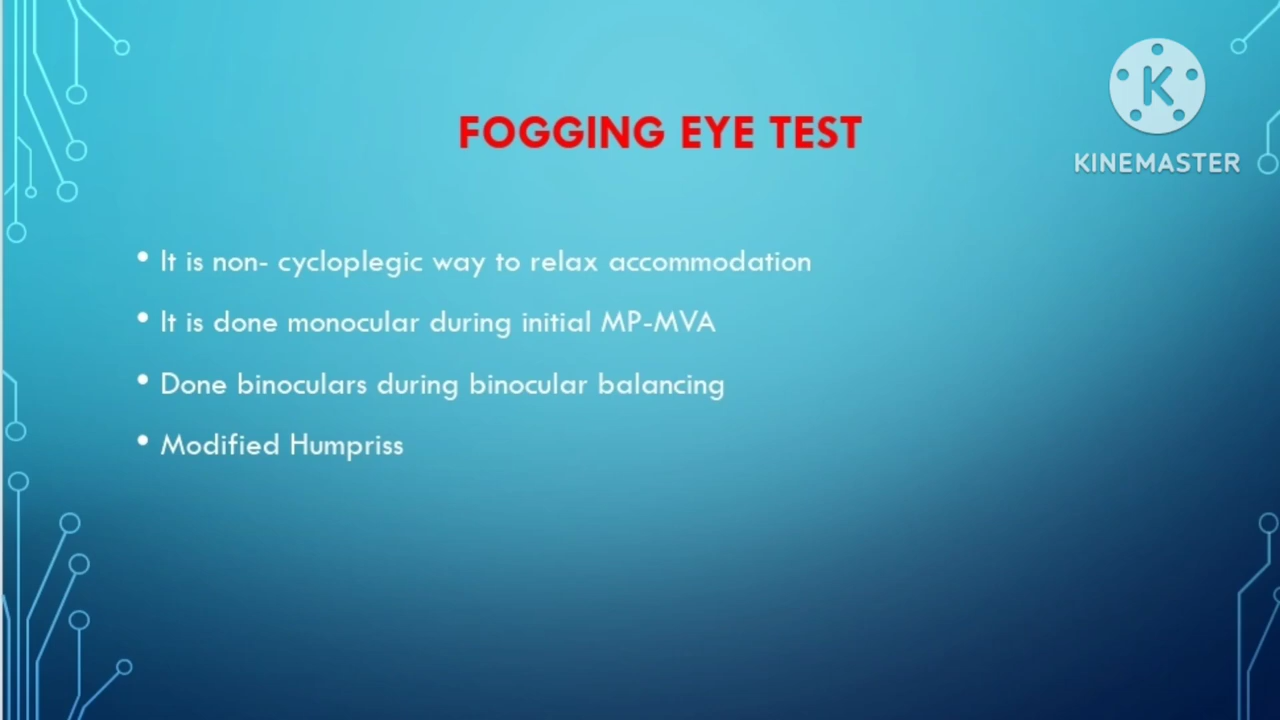 FOGGING EYE TEST
K
KINEMASTER
• It is non- cycloplegic way to relax accommodation
• It is done monocular during initial MP-MVA
• Done binoculars during binocular balancing
• Modified Humpriss